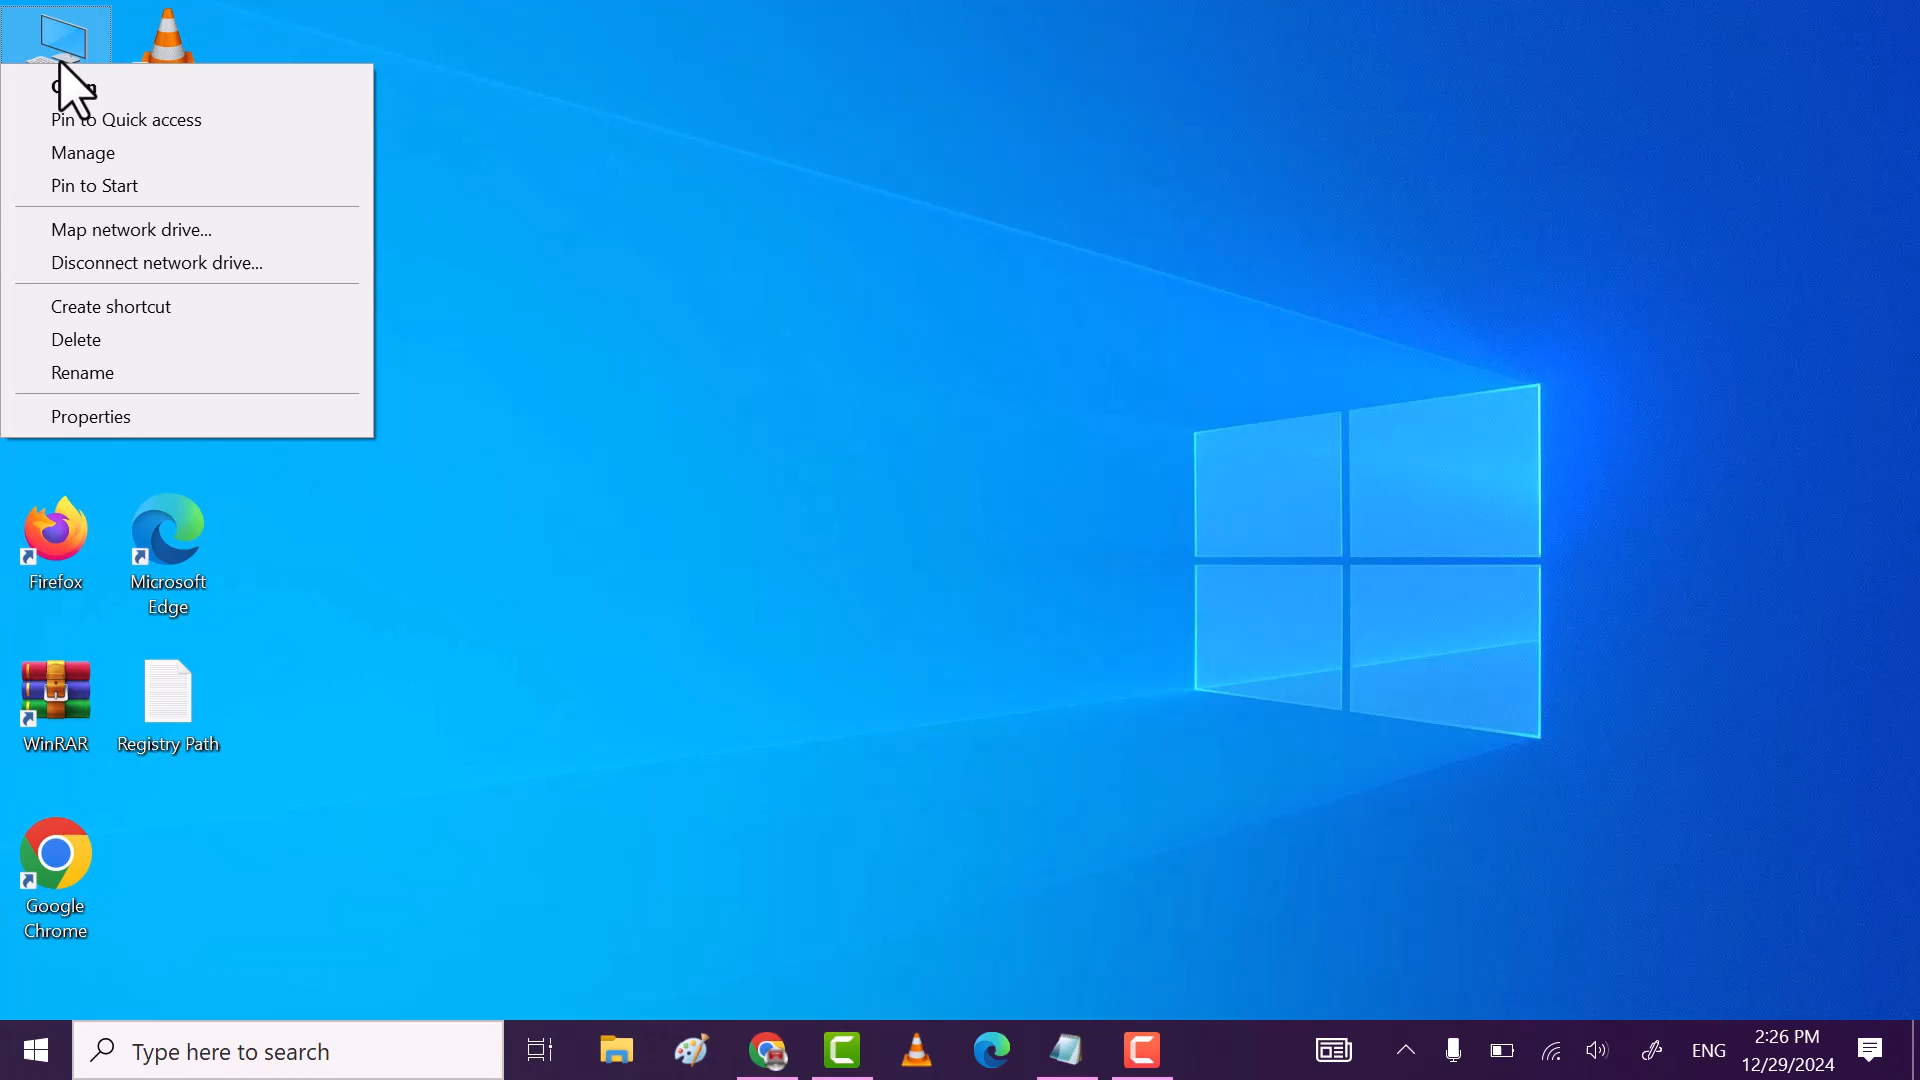 Pin to Quick access
Manage
Pin to Start
Map network drive...
Disconnect network drive...
Create shortcut
Delete
Rename
Properties
Firefox
Microsoft
Edge
WinRAR
Registry Path
Google
Chrome
Type here to search
ENG
2:26 PM
12/29/2024